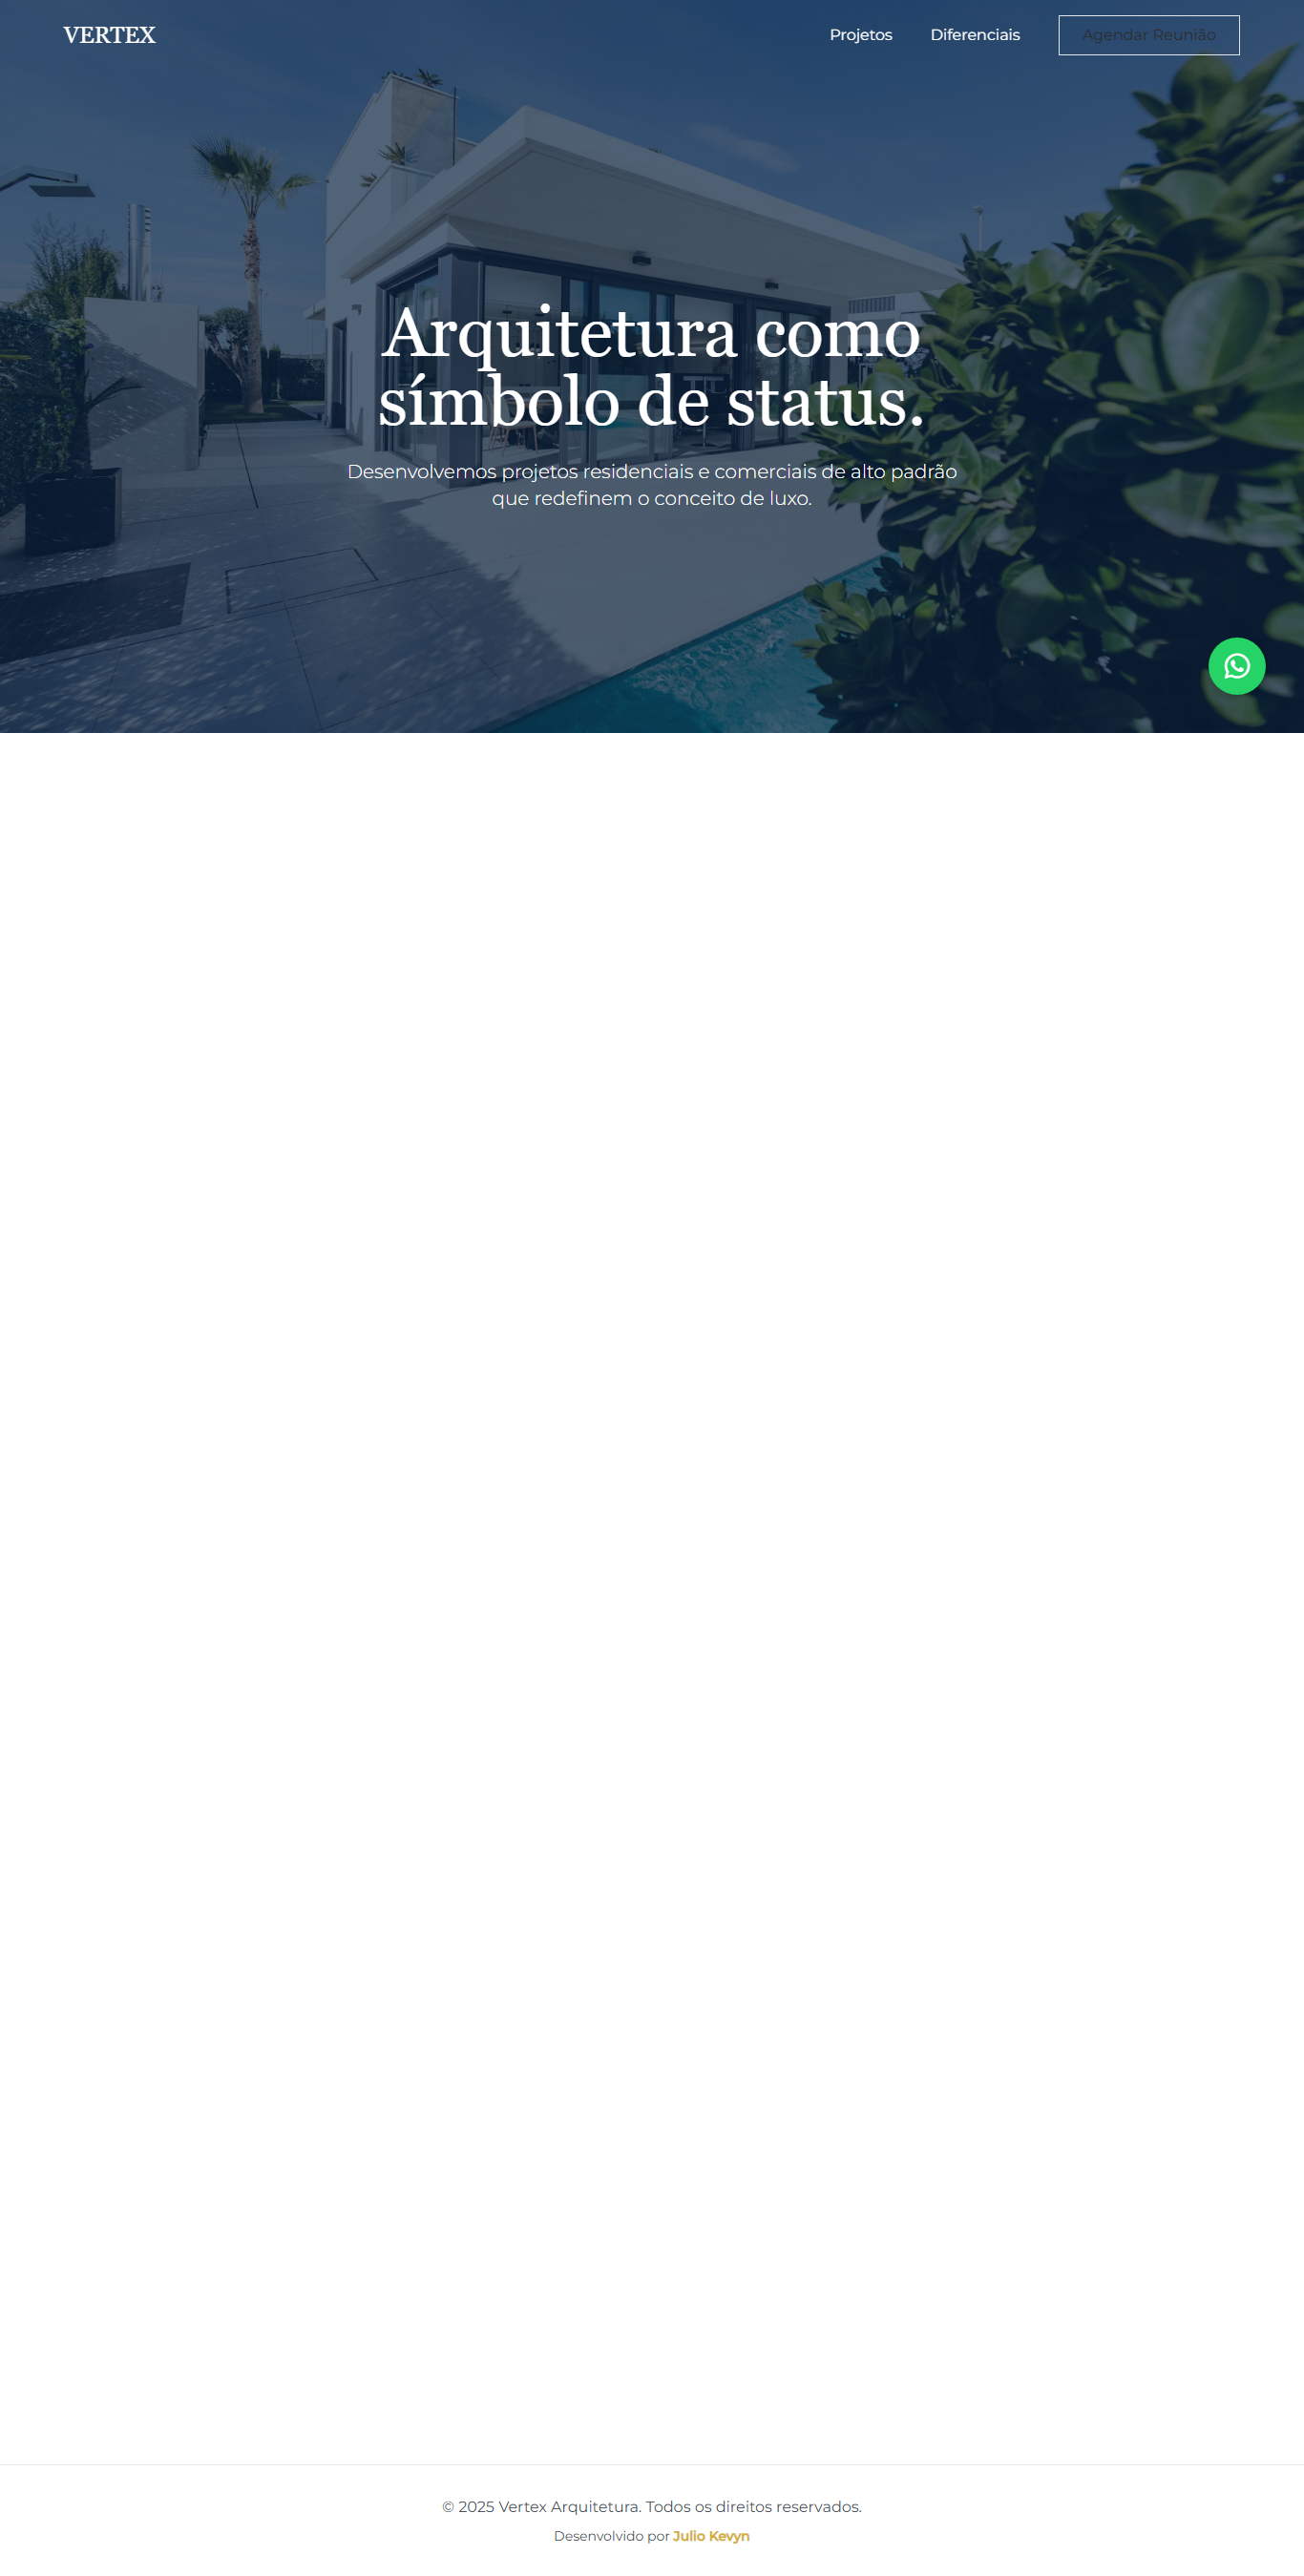 VERTEX
Projetos
Diferenciais
Agendar Reunião
Arquitetura como
símbolo de status.
Desenvolvemos projetos residenciais e comerciais de alto padrão
que redefinem o conceito de luxo.
© 2025 Vertex Arquitetura. Todos os direitos reservados.
Desenvolvido por Julio Kevyn